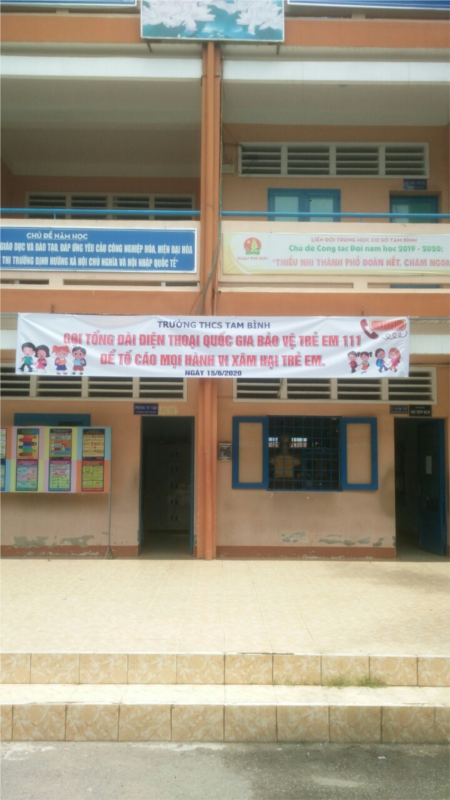 CHỦ ĐỀ NĂM HỌC
GIÁO DỤC VÀ ĐÀO TẠO, ĐÁP ỨNG YÊU CẦU CÔNG NGHIỆP HÓA, HIỆN ĐẠI HÓA
THỊ TRƯỜNG ĐỊNH HƯỚNG XÃ HỘI CHỦ NGHĨA VÀ HỘI NHẬP QUỐC TẾ"
LIÊN ĐỘI TRUNG HỌC CƠ SỞ TAM BÌNH
Chủ đề Công tác Đội năm học 2019 - 2020:
"THIẾU NHI THÀNH PHỐ ĐOÀN KẾT, CHĂM NGOAN
TRƯỜNG THCS TAM BÌNH
GỌI TỔNG ĐÀI ĐIỆN THOẠI QUỐC GIA BẢO VỆ TRẺ EM 111
ĐỂ TỐ CÁO MỌI HÀNH VI XÂM HẠI TRẺ EM.
NGÀY 15/6/2020